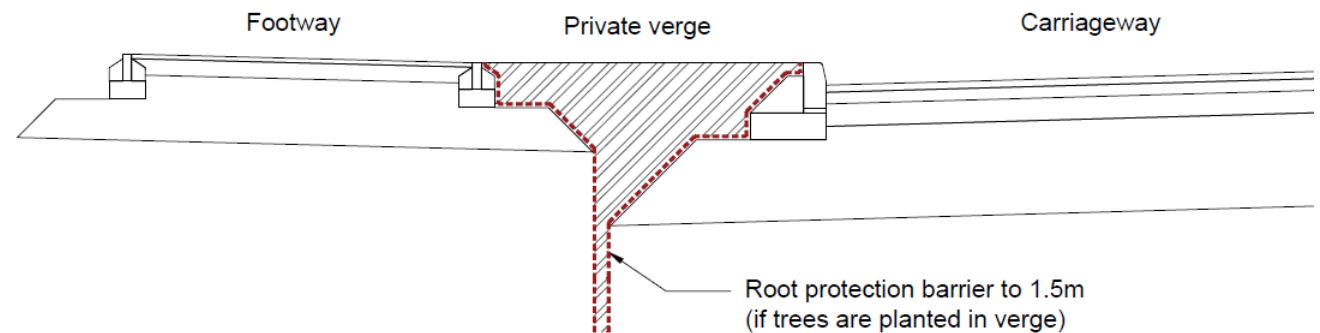 Footway
Private verge
Carriageway
Root protection barrier to 1.5m
(if trees are planted in verge)